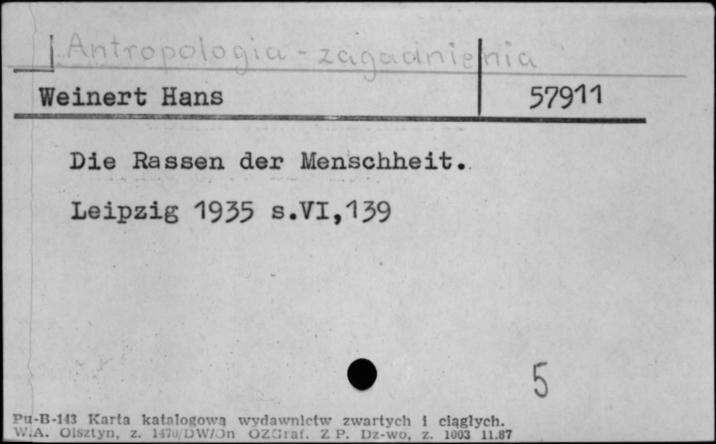 Antropologia - zagadnienia
Weinert Hans 57911
Die Rassen der Menschheit.
Leipzig 1935 s.VI,139
5
Pu-B-143 Karta katalogowa wydawnictw zwartych i ciągłych.
W.A. Olsztyn, z. DW/On OZGraf. Z P. Dz-wo, z. 1003 11.87